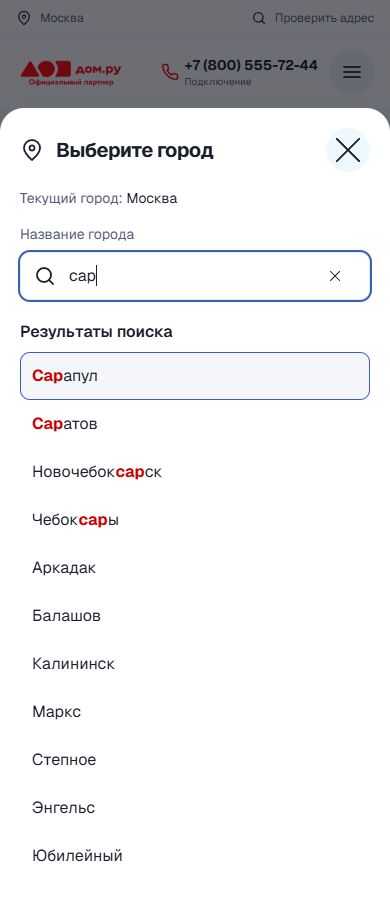 Москва
Проверить адрес
дом.ру
Официальный партнер
+7 (800) 555-72-44
Подключение
Выберите город
Текущий город: Москва
Название города
сар
Результаты поиска
Сарапул
Саратов
Новочебоксарск
Чебоксары
Аркадак
Балашов
Калининск
Маркс
Степное
Энгельс
Юбилейный